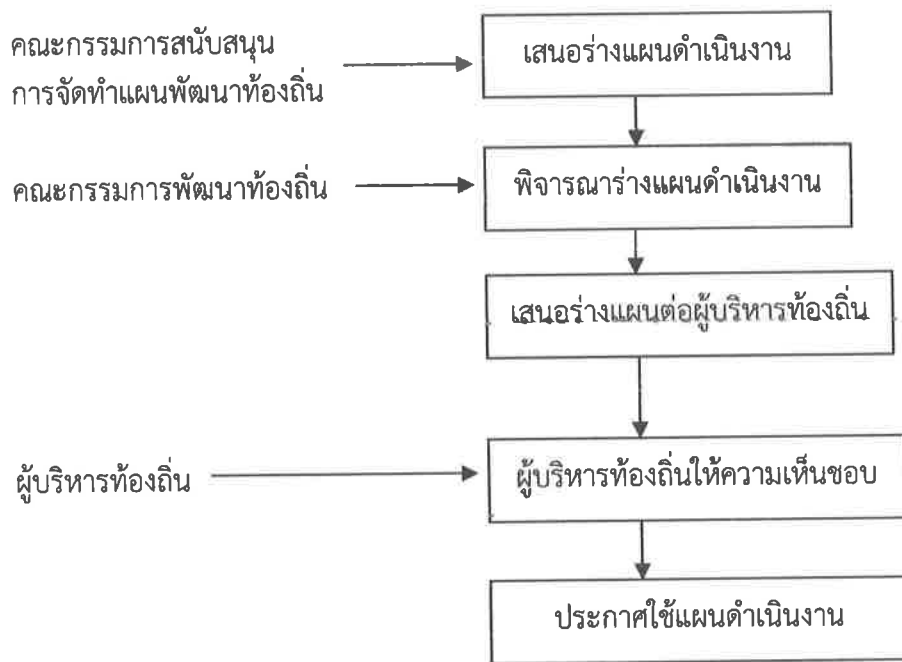 คณะกรรมการสนับสนุน
การจัดทำแผนพัฒนาท้องถิ่น
เสนอร่างแผนดำเนินงาน
คณะกรรมการพัฒนาท้องถิ่น
พิจารณาร่างแผนดำเนินงาน
เสนอร่างแผนต่อผู้บริหารท้องถิ่น
ผู้บริหารท้องถิ่น
ผู้บริหารท้องถิ่นให้ความเห็นชอบ
ประกาศใช้แผนดำเนินงาน